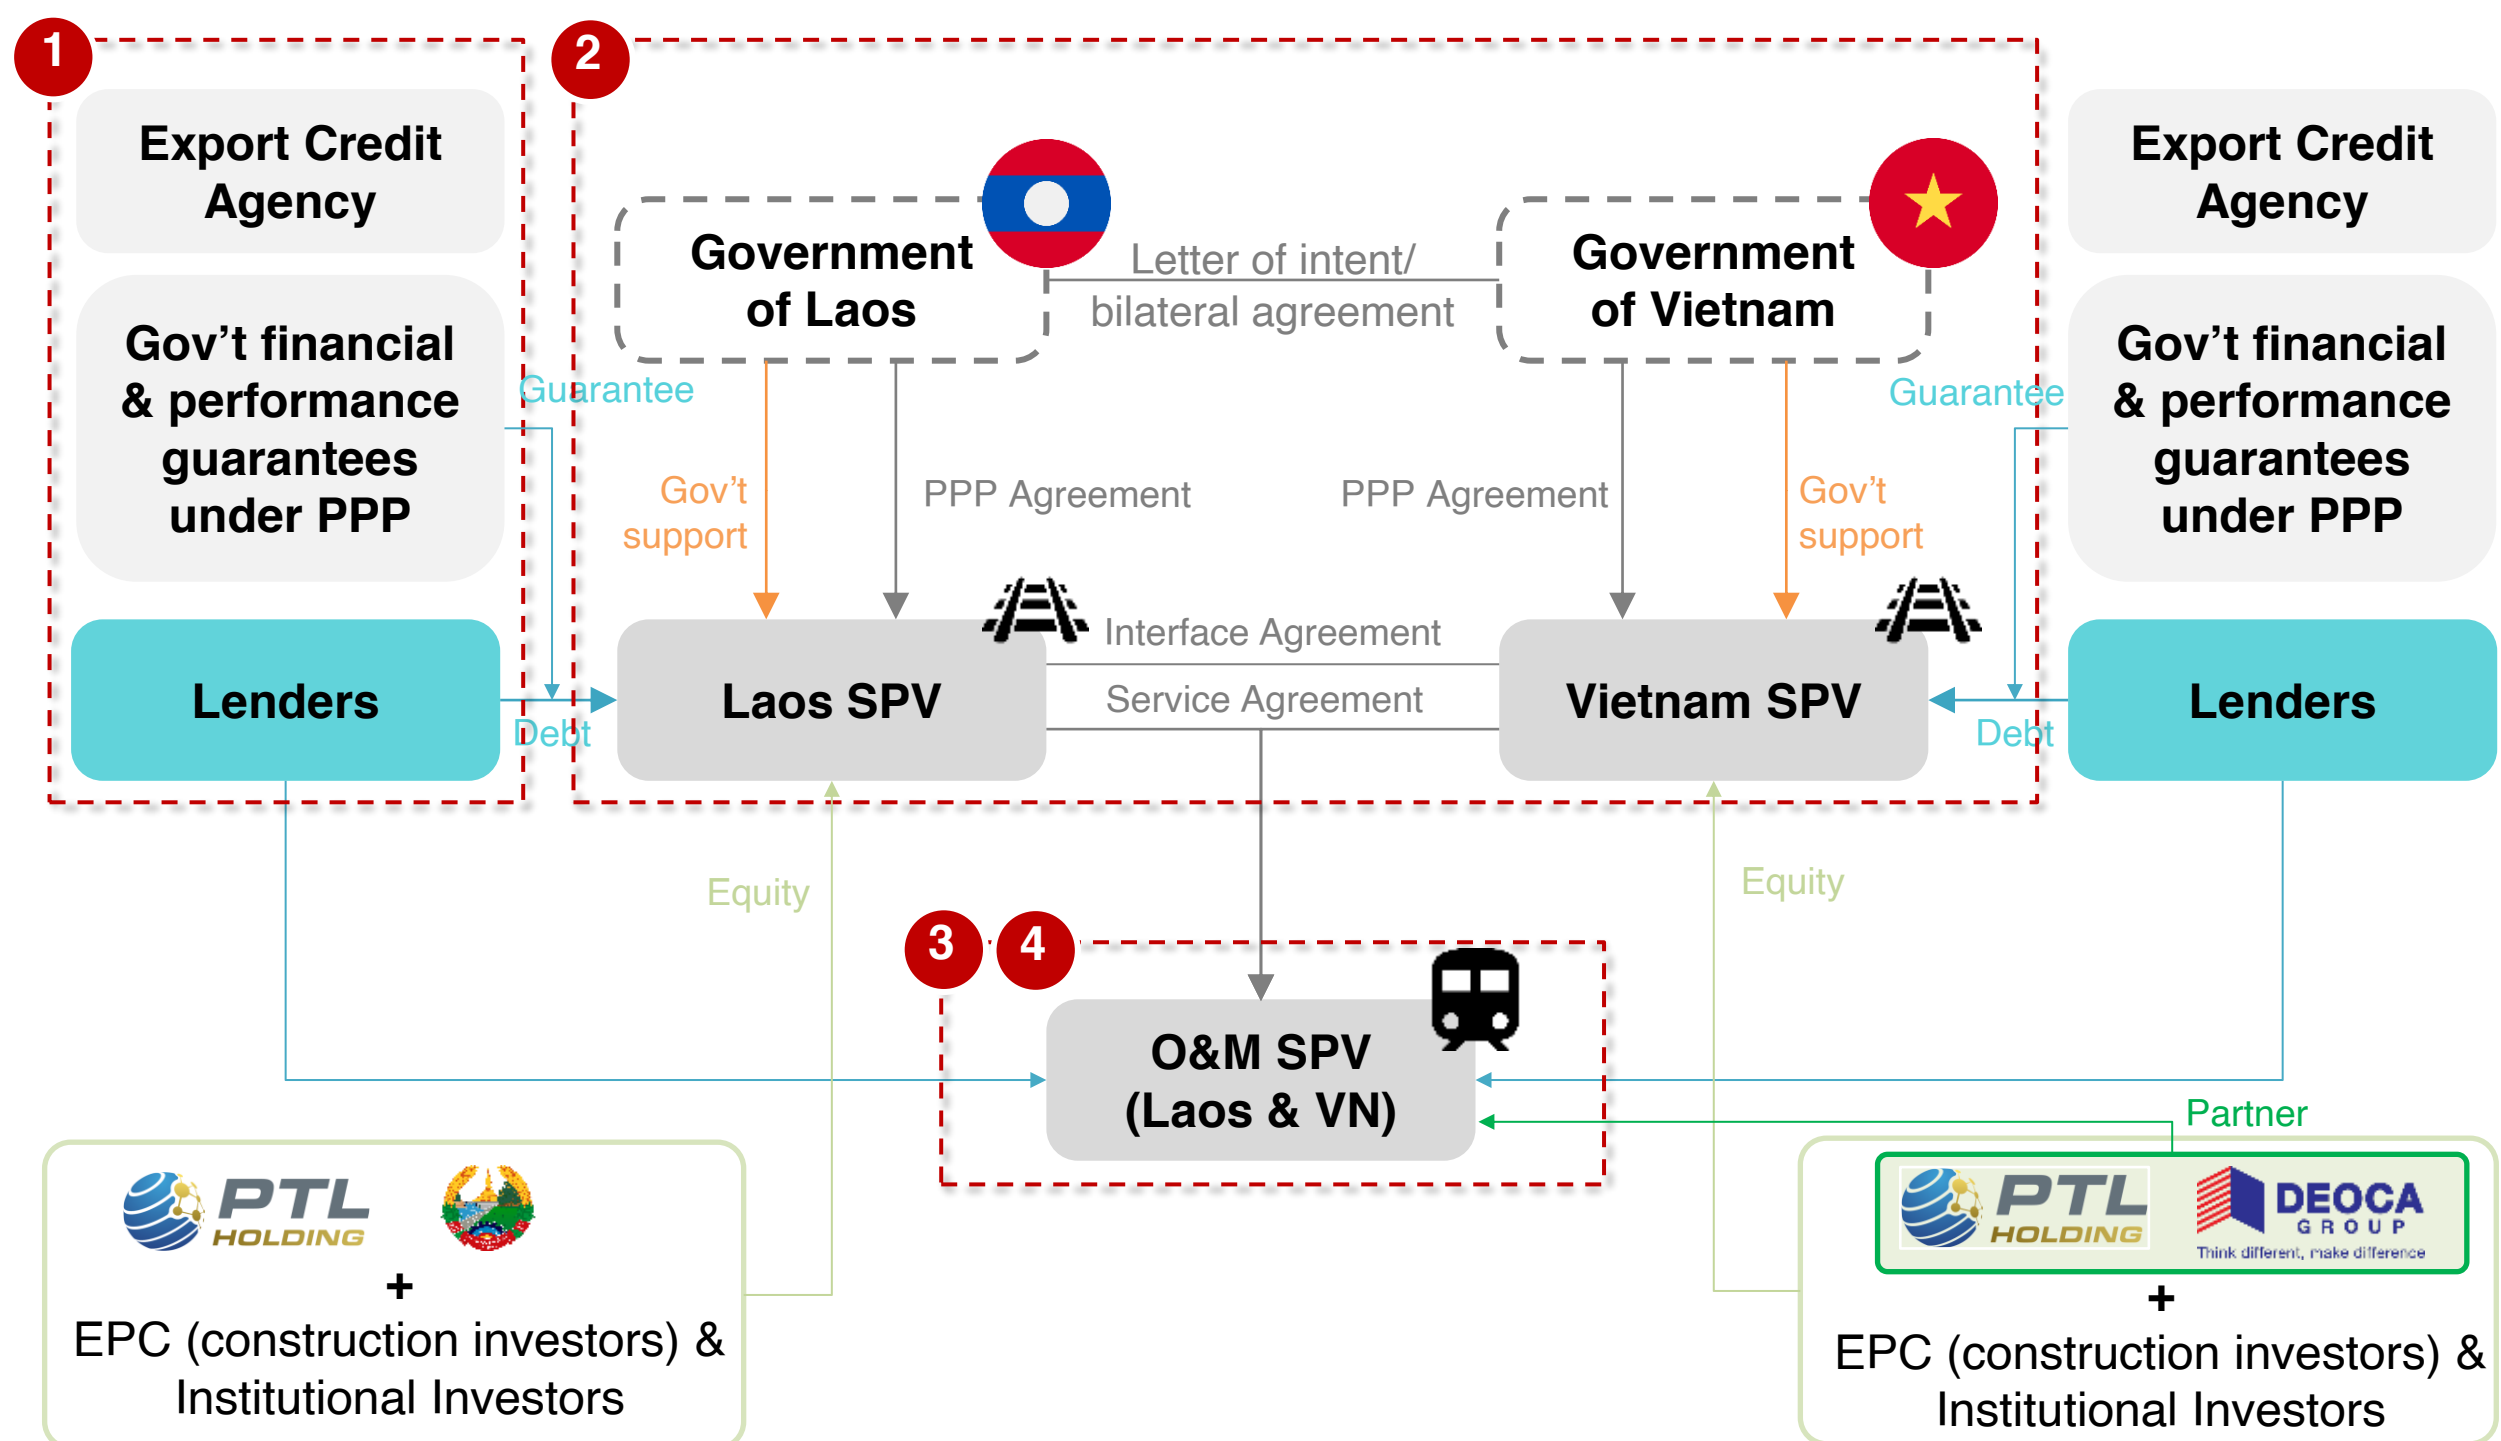 1
2
Export Credit
Agency
Gov’t financial
& performance
guarantees
under PPP
Lenders
Guarantee
Debt
Government
of Laos
Letter of intent/
bilateral agreement
Government
of Vietnam
Gov’t
support
PPP Agreement
PPP Agreement
Gov’t
support
Laos SPV
Interface Agreement
Service Agreement
Vietnam SPV
Export Credit
Agency
Guarantee
Gov’t financial
& performance
guarantees
under PPP
Debt
Lenders
Equity
Equity
3
4
O&M SPV
(Laos & VN)
Partner
PTL
HOLDING
+
EPC (construction investors) &
Institutional Investors
PTL
HOLDING
DEOCA
GROUP
Think different, make difference
+
EPC (construction investors) &
Institutional Investors